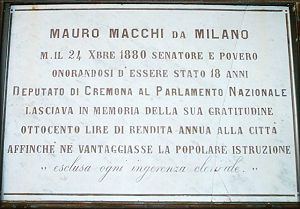 MAURO MACCHI DA MILANO
M. IL 24 XBRE 1880 SENATORE E POVERO
ONORANDOSI D'ESSERE STATO 18 ANNI
DEPUTATO DI CREMONA AL PARLAMENTO NAZIONALE
LASCIAVA IN MEMORIA DELLA SUA GRATITUDINE
OTTOCENTO LIRE DI RENDITA ANNUA ALLA CITTÀ
AFFINCHÈ NE VANTAGGIASSE LA POPOLARE ISTRUZIONE
" esclusa ogni ingerenza clericale. "